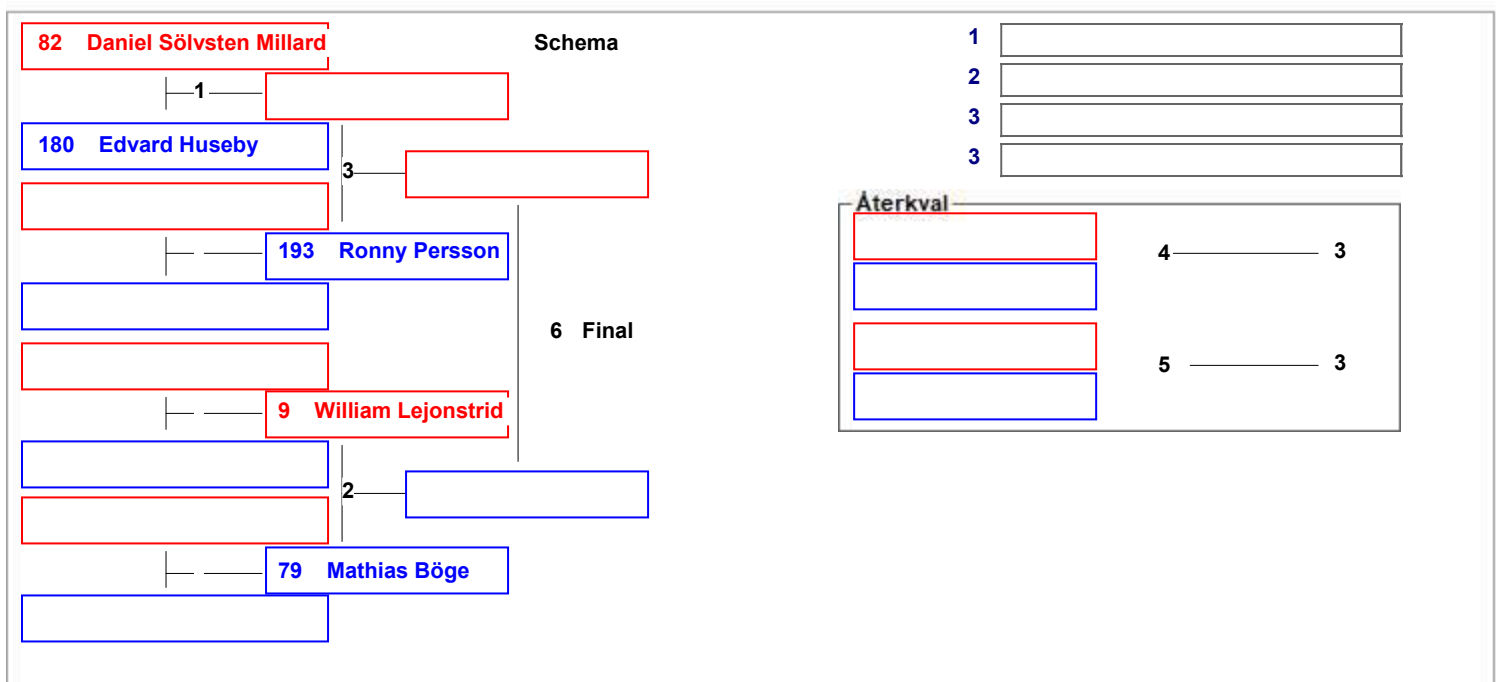 82 Daniel Sölvsten Millard
Schema
1
180 Edvard Huseby
3
193 Ronny Persson
6 Final
9 William Lejonstrid
2
79 Mathias Böge
1
2
3
3
Återkval
4 3
5 3